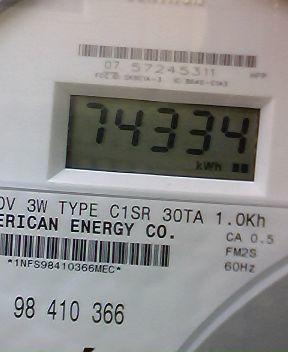 07 57245311
HPP
74334
kWh
0V 3W TYPE C1SR 30TA 1.0Kh
ERICAN ENERGY CO.
CA 0.5
FM2S
*1NFS98410366MEC*
60Hz
98 410 366